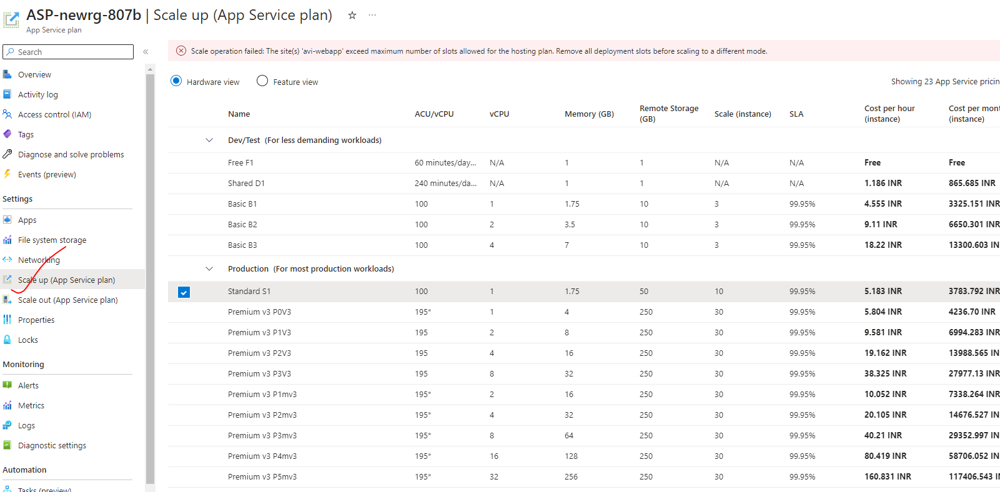 ASP-newrg-807b | Scale up (App Service plan) ☆ ···
App Service plan
Search
«
Overview
Activity log
Access control (IAM)
Tags
Diagnose and solve problems
Events (preview)
Settings
Apps
File system storage
Networking
Scale up (App Service plan)
Scale out (App Service plan)
Properties
Locks
Monitoring
Alerts
Metrics
Logs
Diagnostic settings
Automation
Tasks (preview)
Scale operation failed: The site(s) 'avi-webapp' exceed maximum number of slots allowed for the hosting plan. Remove all deployment slots before scaling to a different mode.
Hardware view Feature view Showing 23 App Service pricin
Name ACU/vCPU vCPU Memory (GB) Remote Storage (GB) Scale (instance) SLA Cost per hour (instance) Cost per mont (instance)
Dev/Test (For less demanding workloads)
Free F1 60 minutes/day... N/A 1 1 N/A N/A Free Free
Shared D1 240 minutes/da... N/A 1 1 N/A N/A 1.186 INR 865.685 INR
Basic B1 100 1 1.75 10 3 99.95% 4.555 INR 3325.151 INR
Basic B2 100 2 3.5 10 3 99.95% 9.11 INR 6650.301 INR
Basic B3 100 4 7 10 3 99.95% 18.22 INR 13300.603 IN
Production (For most production workloads)
Standard S1 100 1 1.75 50 10 99.95% 5.183 INR 3783.792 INR
Premium v3 P0V3 195* 1 4 250 30 99.95% 5.804 INR 4236.70 INR
Premium v3 P1V3 195 2 8 250 30 99.95% 9.581 INR 6994.283 INR
Premium v3 P2V3 195 4 16 250 30 99.95% 19.162 INR 13988.565 IN
Premium v3 P3V3 195 8 32 250 30 99.95% 38.325 INR 27977.13 INR
Premium v3 P1mv3 195* 2 16 250 30 99.95% 10.052 INR 7338.264 INR
Premium v3 P2mv3 195* 4 32 250 30 99.95% 20.105 INR 14676.527 IN
Premium v3 P3mv3 195* 8 64 250 30 99.95% 40.21 INR 29352.997 IN
Premium v3 P4mv3 195* 16 128 250 30 99.95% 80.419 INR 58706.052 IN
Premium v3 P5mv3 195* 32 256 250 30 99.95% 160.831 INR 117406.543 I